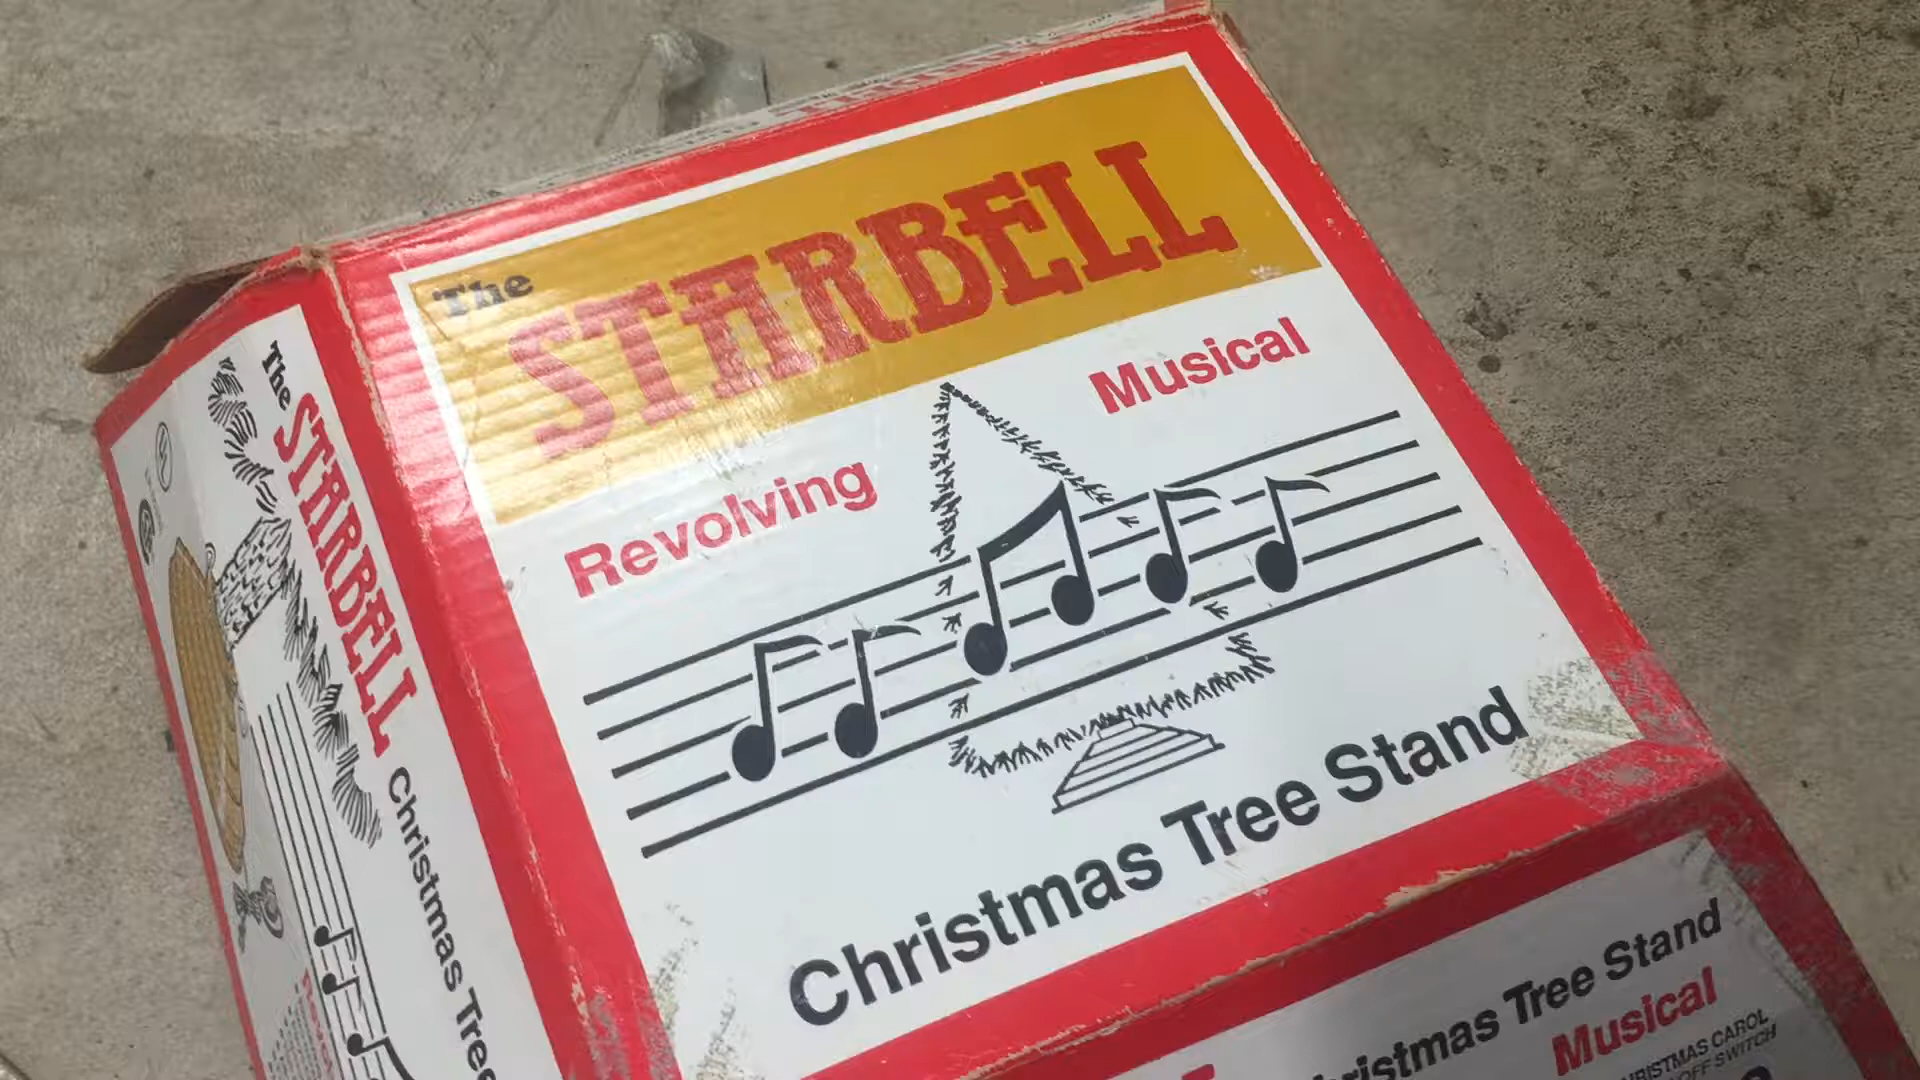 The
STARBELL
Revolving
Musical
Christmas Tree Stand
The STARBELL Christmas Tree
Christmas Tree Stand
Musical
CHRISTMAS CAROL
OFF SWITCH